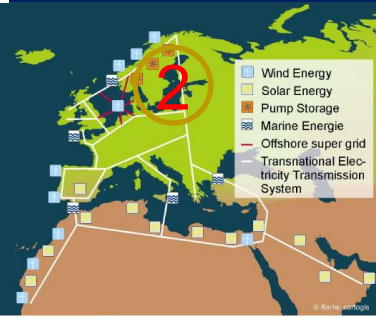 2
Wind Energy
Solar Energy
Pump Storage
Marine Energie
Offshore super grid
Transnational Elec-
tricity Transmission
System
© Karte: cartogis